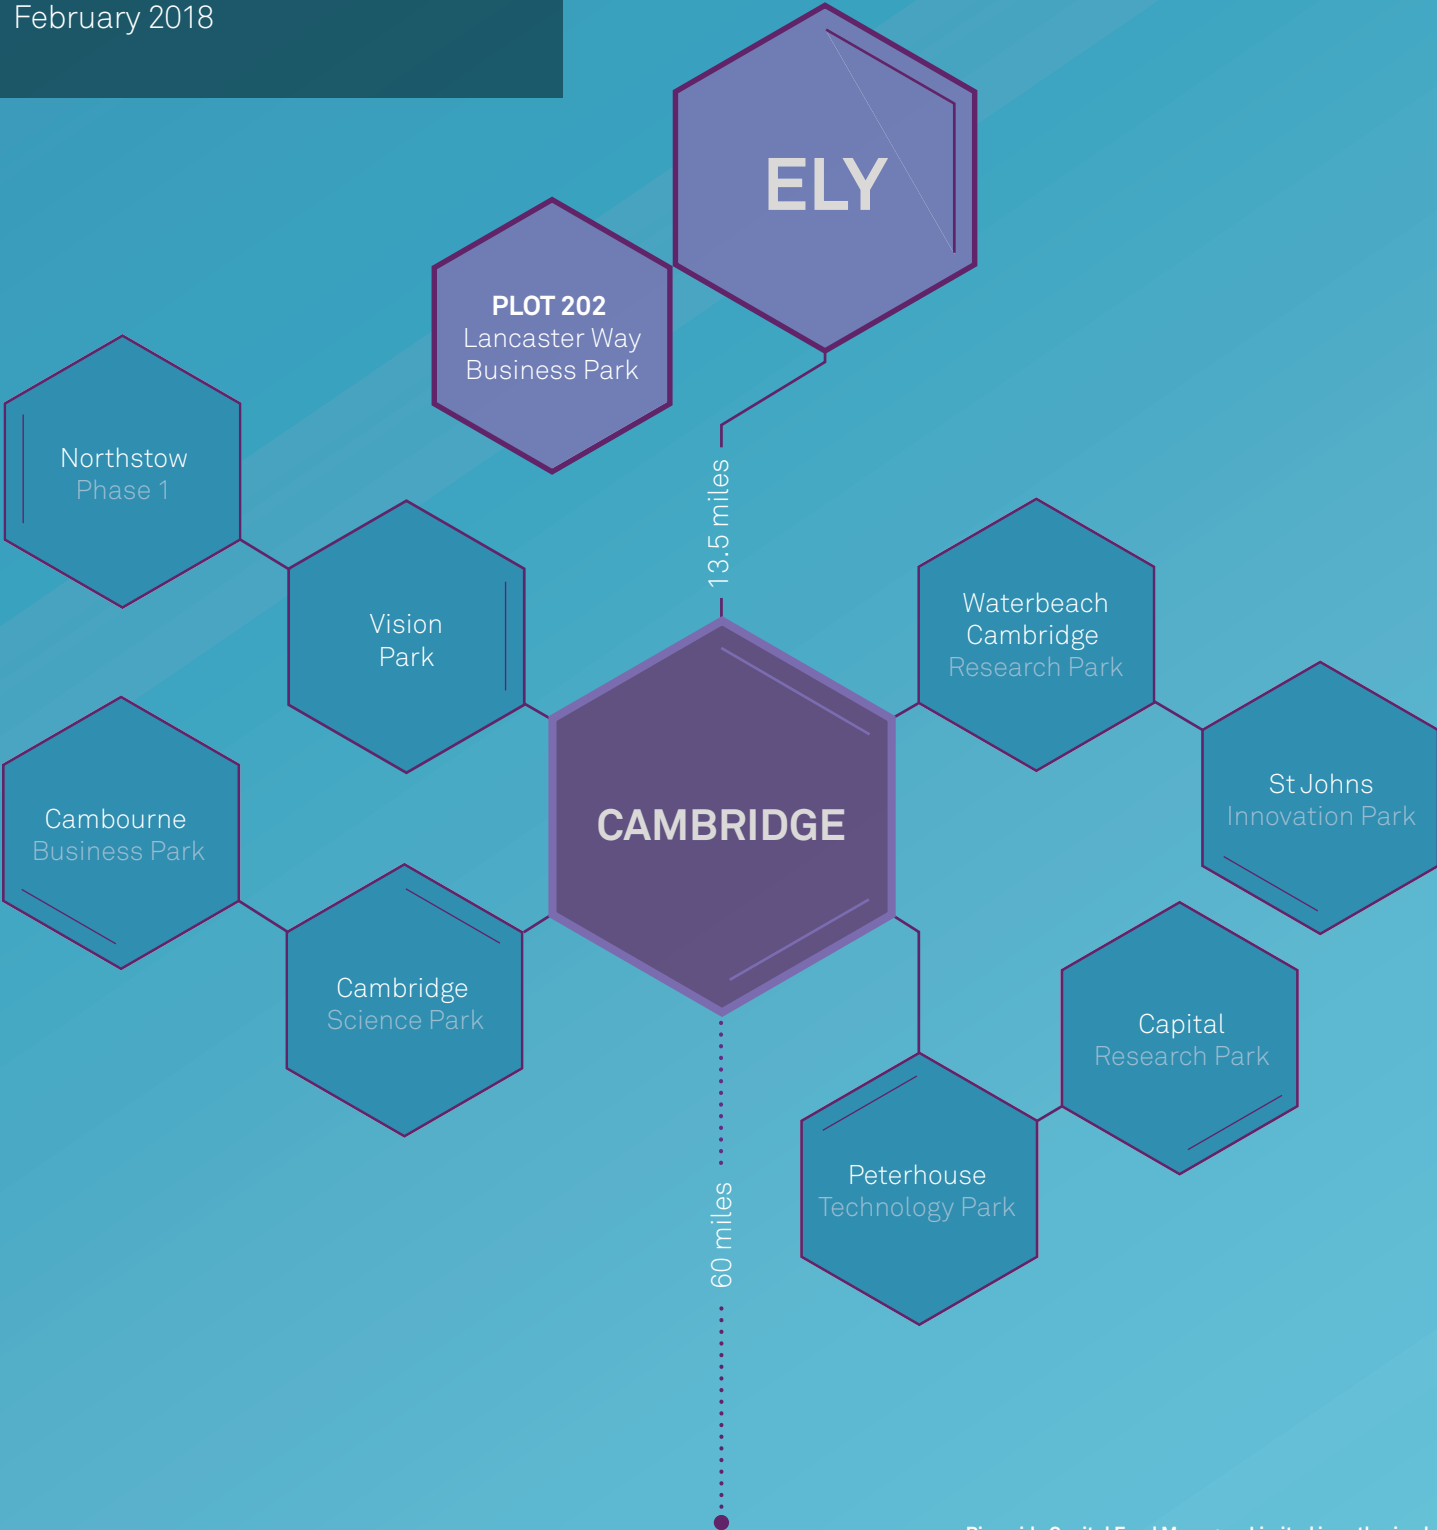 February 2018
ELY
PLOT 202
Lancaster Way
Business Park
Northstow
Phase 1
13.5 miles
Vision
Park
Waterbeach
Cambridge
Research Park
St Johns
Innovation Park
Cambourne
Business Park
CAMBRIDGE
Cambridge
Science Park
Capital
Research Park
Peterhouse
Technology Park
60 miles